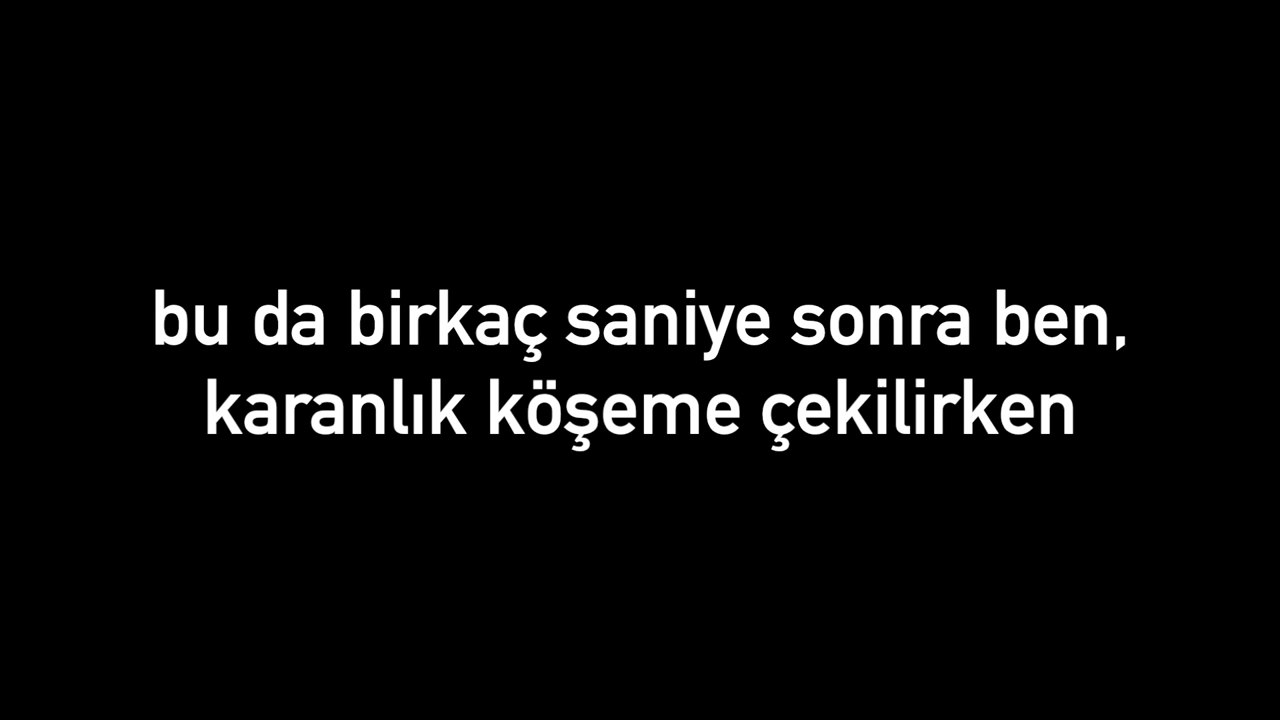 bu da birkaç saniye sonra ben,
karanlık köşeme çekilirken